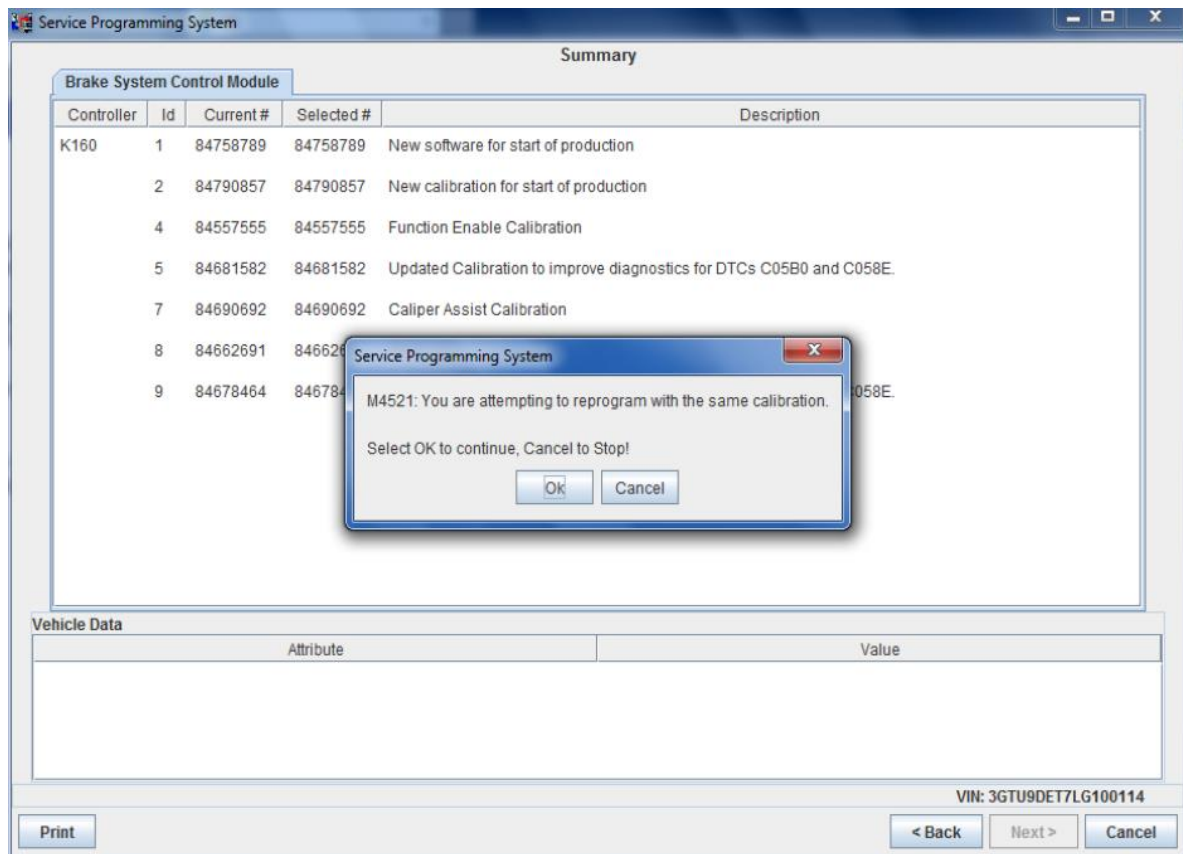 Service Programming System
Summary
Brake System Control Module
Controller Id Current # Selected # Description
K160 1 84758789 84758789 New software for start of production
2 84790857 84790857 New calibration for start of production
4 84557555 84557555 Function Enable Calibration
5 84681582 84681582 Updated Calibration to improve diagnostics for DTCs C05B0 and C058E.
7 84690692 84690692 Caliper Assist Calibration
8 84662691
9 84678464 846784 C058E.
Service Programming System
M4521: You are attempting to reprogram with the same calibration.
Select OK to continue, Cancel to Stop!
Ok Cancel
Vehicle Data
Attribute Value
VIN: 3GTU9DET7LG100114
Print < Back Next > Cancel